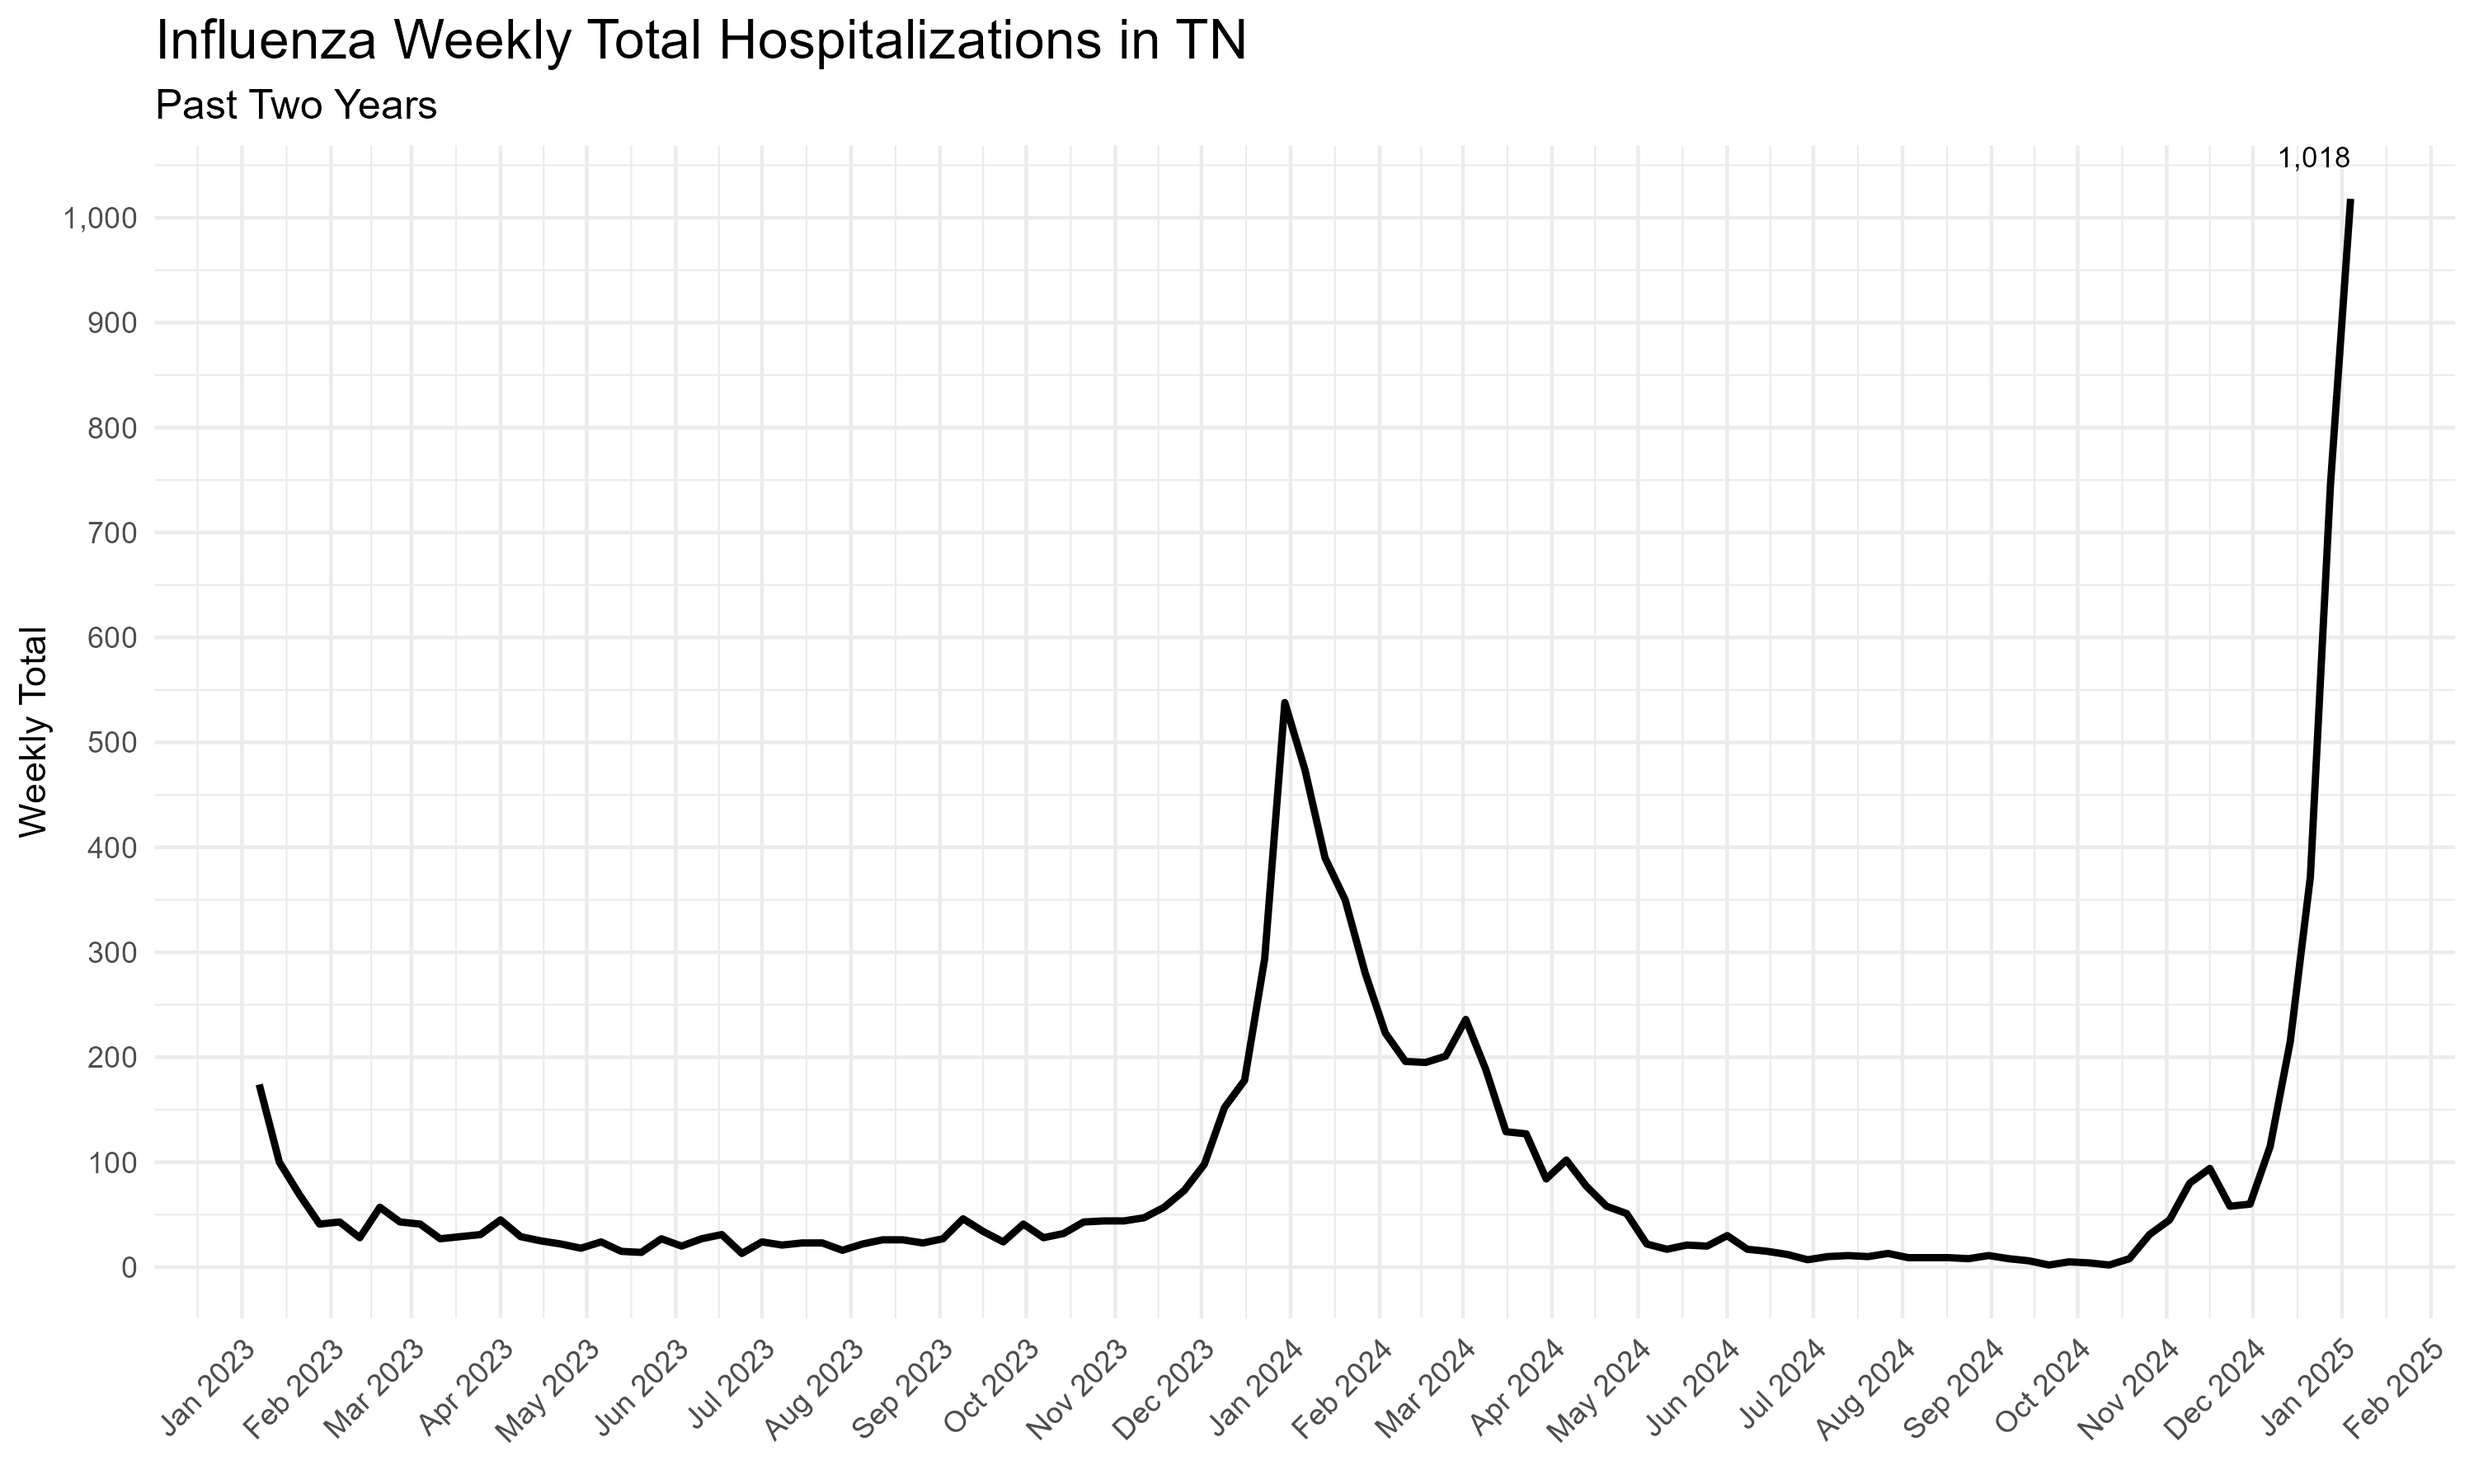 Influenza Weekly Total Hospitalizations in TN
Past Two Years
1,018
Weekly Total
1,000
900
800
700
600
500
400
300
200
100
0
Jan 2023
Feb 2023
Mar 2023
Apr 2023
May 2023
Jun 2023
Jul 2023
Aug 2023
Sep 2023
Oct 2023
Nov 2023
Dec 2023
Jan 2024
Feb 2024
Mar 2024
Apr 2024
May 2024
Jun 2024
Jul 2024
Aug 2024
Sep 2024
Oct 2024
Nov 2024
Dec 2024
Jan 2025
Feb 2025